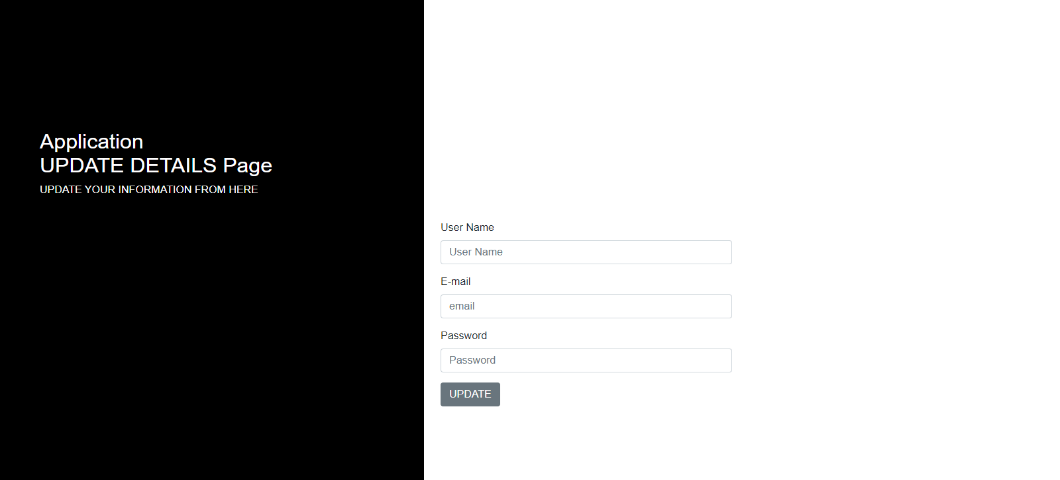 Application
UPDATE DETAILS Page
UPDATE YOUR INFORMATION FROM HERE
User Name
User Name
E-mail
email
Password
Password
UPDATE